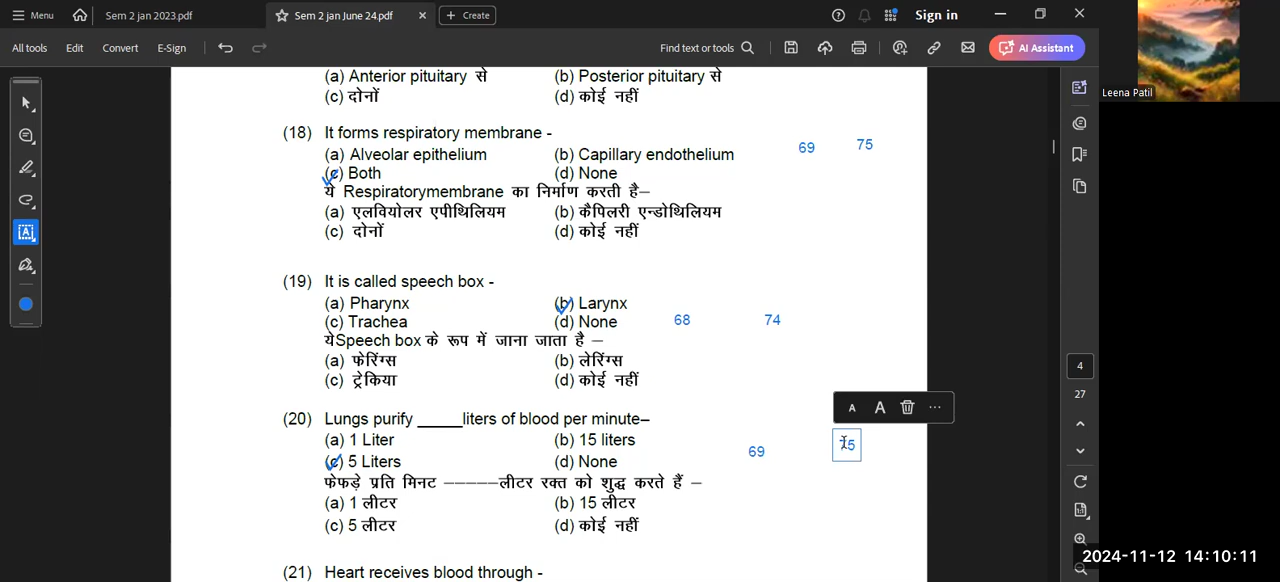 Menu Sem 2 jan 2023.pdf Sem 2 jan June 24.pdf Create Sign in
All tools Edit Convert E-Sign Find text or tools AI Assistant
Leena Patil
(a) Anterior pituitary से (b) Posterior pituitary से
(c) दोनों (d) कोई नहीं
(18) It forms respiratory membrane -
69 75
(a) Alveolar epithelium (b) Capillary endothelium
(c) Both (d) None
ये Respiratorymembrane का निर्माण करती है–
(a) एलवियोलर एपीथिलियम (b) कैपिलरी एन्डोथिलियम
(c) दोनों (d) कोई नहीं
(19) It is called speech box -
(a) Pharynx (b) Larynx
(c) Trachea (d) None 68 74
येSpeech box के रूप में जाना जाता है –
(a) फेरिंग्स (b) लेरिंग्स
(c) ट्रेकिया (d) कोई नहीं
4
27
A A ...
(20) Lungs purify _____liters of blood per minute–
(a) 1 Liter (b) 15 liters
69 75
(c) 5 Liters (d) None
फेफड़े प्रति मिनट –––––लीटर रक्त को शुद्ध करते हैं –
(a) 1 लीटर (b) 15 लीटर
(c) 5 लीटर (d) कोई नहीं
(21) Heart receives blood through -
2024-11-12 14:10:11